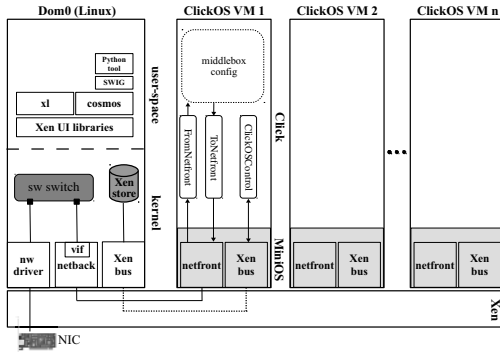 Dom0 (Linux)
ClickOS VM 1
ClickOS VM 2
ClickOS VM n
Python
tool
SWIG
xl
cosmos
Xen UI libraries
user-space
kernel
sw switch
Xen
store
nw
driver
vif
netback
Xen
bus
middlebox
config
FromNetfront
ToNetfront
ClickOSControl
Click
MiniOS
netfront
Xen
bus
netfront
Xen
bus
netfront
Xen
bus
Xen
NIC